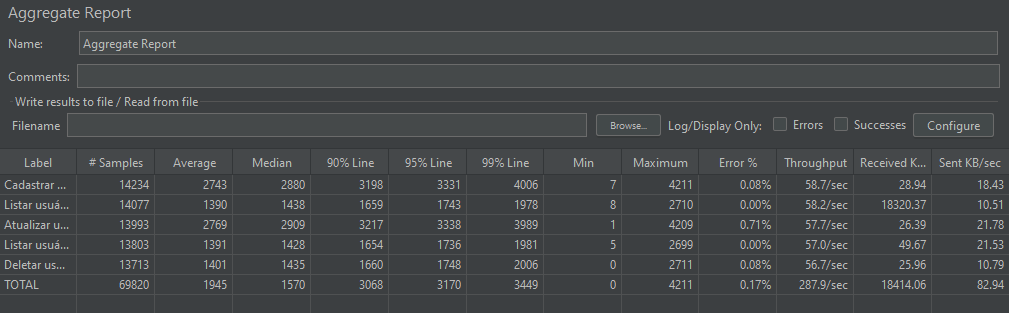 Aggregate Report
Name: Aggregate Report
Comments:
Write results to file / Read from file
Filename Browse... Log/Display Only: Errors Successes Configure
Label # Samples Average Median 90% Line 95% Line 99% Line Min Maximum Error % Throughput Received K... Sent KB/sec
Cadastrar ... 14234 2743 2880 3198 3331 4006 7 4211 0.08% 58.7/sec 28.94 18.43
Listar usuá... 14077 1390 1438 1659 1743 1978 8 2710 0.00% 58.2/sec 18320.37 10.51
Atualizar u... 13993 2769 2909 3217 3338 3989 1 4209 0.71% 57.7/sec 26.39 21.78
Listar usuá... 13803 1391 1428 1654 1736 1981 5 2699 0.00% 57.0/sec 49.67 21.53
Deletar us... 13713 1401 1435 1660 1748 2006 0 2711 0.08% 56.7/sec 25.96 10.79
TOTAL 69820 1945 1570 3068 3170 3449 0 4211 0.17% 287.9/sec 18414.06 82.94